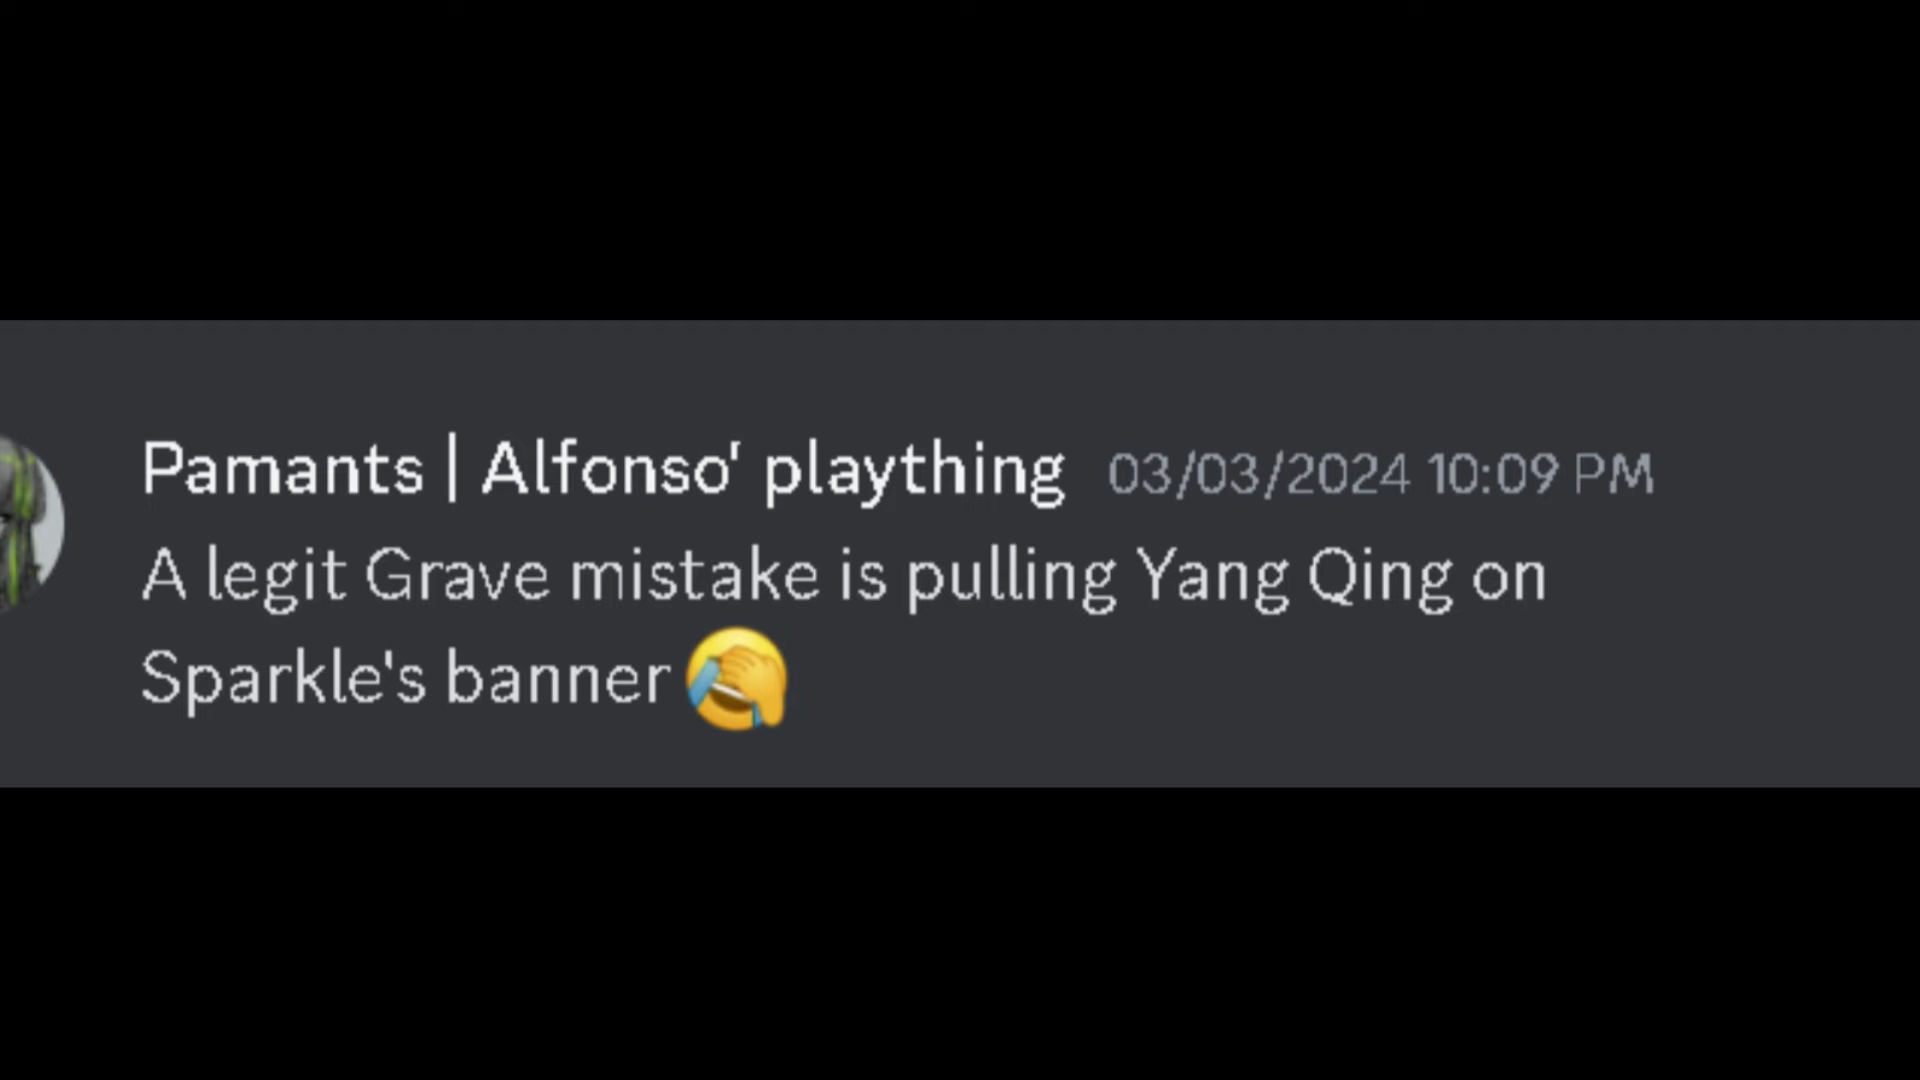 Pamants | Alfonso' plaything 03/03/2024 10:09 PM
A legit Grave mistake is pulling Yang Qing on
Sparkle's banner 🤣